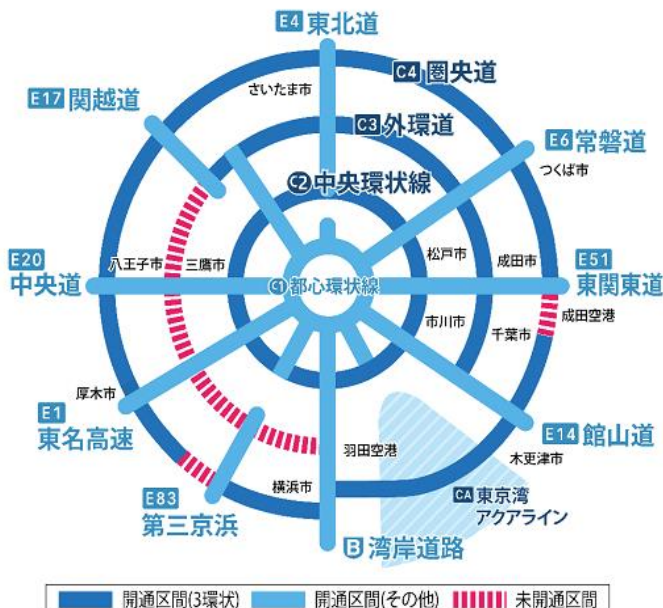 E4 東北道
C4 圏央道
さいたま市
E17 関越道
C3 外環道
E6 常磐道
つくば市
C2 中央環状線
E20
中央道
八王子市
三鷹市
松戸市
成田市
E51
東関東道
C1 都心環状線
成田空港
市川市
千葉市
厚木市
E1
東名高速
E14 館山道
木更津市
羽田空港
横浜市
E83
第三京浜
CA 東京湾
アクアライン
B 湾岸道路
開通区間(3環状)
開通区間(その他)
未開通区間